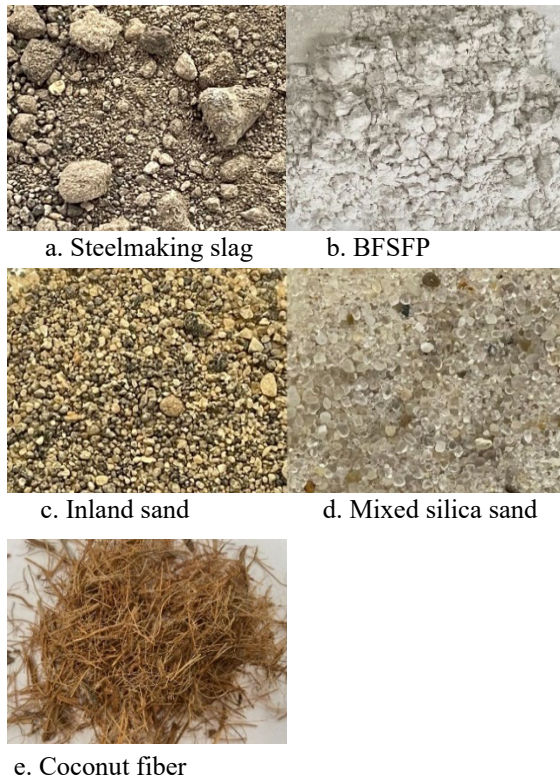 a. Steelmaking slag
b. BFSFP
c. Inland sand
d. Mixed silica sand
e. Coconut fiber